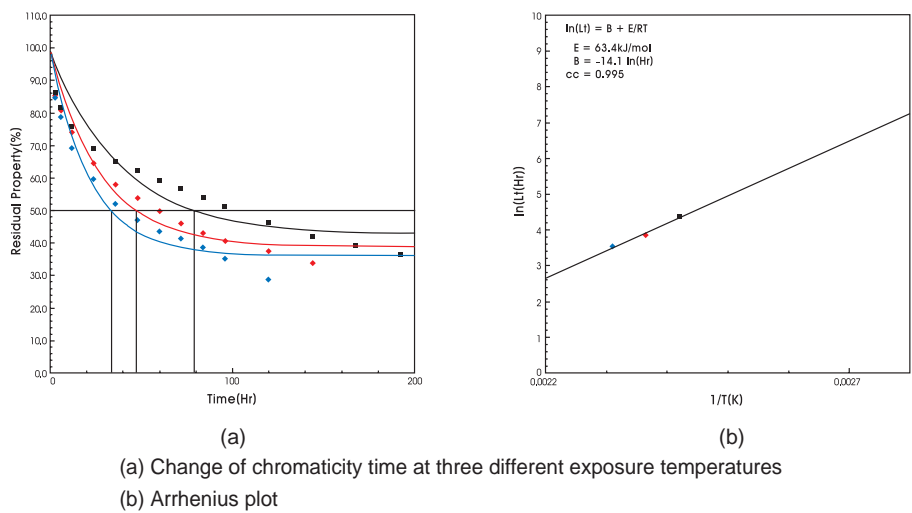 110,0
100,0
90,0
80,0
70,0
60,0
50,0
40,0
30,0
20,0
10,0
0,0
Residual Property(%)
0
100
200
Time(Hr)
(a)
10
9
8
7
6
5
4
3
2
1
0
ln(Lt(Hr))
ln(Lt) = B + E/RT
E = 63.4kJ/mol
B = -14.1 ln(Hr)
cc = 0.995
0,0022
0,0027
1/T(K)
(b)
(a) Change of chromaticity time at three different exposure temperatures
(b) Arrhenius plot